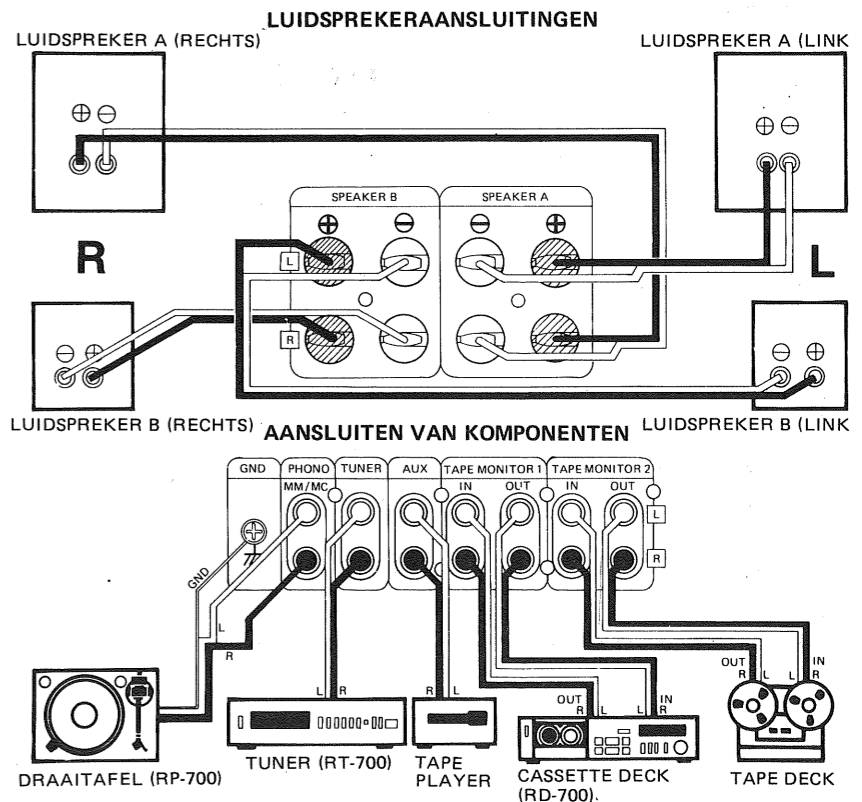 LUIDSPREKERAANSLUITINGEN
LUIDSPREKER A (RECHTS)
LUIDSPREKER A (LINK
⊕ ⊖
⊕ ⊖
SPEAKER B
SPEAKER A
⊕ ⊖ ⊖ ⊕
R
L
L
R
⊖ ⊕
⊖ ⊕
LUIDSPREKER B (RECHTS)
LUIDSPREKER B (LINK
AANSLUITEN VAN KOMPONENTEN
GND PHONO TUNER AUX TAPE MONITOR 1 TAPE MONITOR 2
MM/MC IN OUT IN OUT
L
R
GND
L
R
OUT IN
R L L R
L R
R L
OUT IN
R L L R
DRAAITAFEL (RP-700)
TUNER (RT-700)
TAPE
PLAYER
CASSETTE DECK
(RD-700).
TAPE DECK